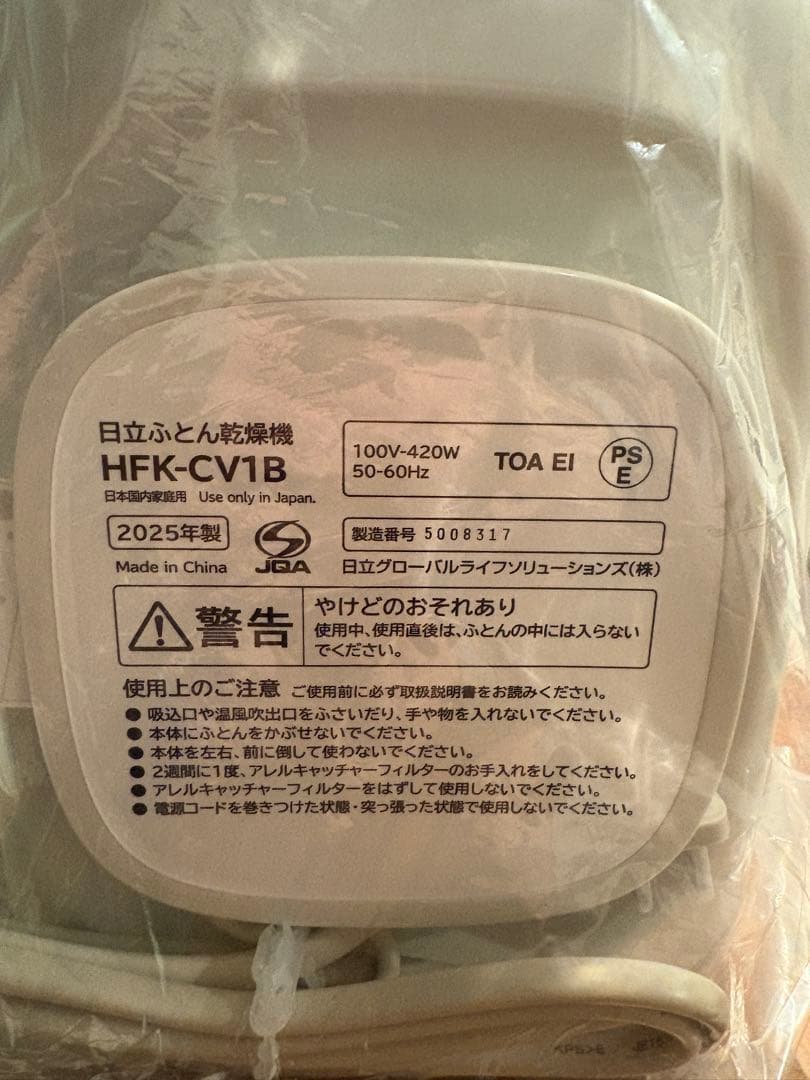 日立ふとん乾燥機
HFK-CV1B
日本国内家庭用 Use only in Japan.
100V-420W
50-60Hz
TOA EI
PS
E
2025年製
Made in China
JQA
製造番号 5008317
日立グローバルライフソリューションズ(株)
警告
やけどのおそれあり
使用中、使用直後は、ふとんの中には入らない
でください。
使用上のご注意 ご使用前に必ず取扱説明書をお読みください。
●吸込口や温風吹出口をふさいだり、手や物を入れないでください。
●本体にふとんをかぶせないでください。
●本体を左右、前に倒して使わないでください。
●2週間に1度、アレルキャッチャーフィルターのお手入れをしてください。
●アレルキャッチャーフィルターをはずして使用しないでください。
●電源コードを巻きつけた状態・突っ張った状態で使用しないでください。